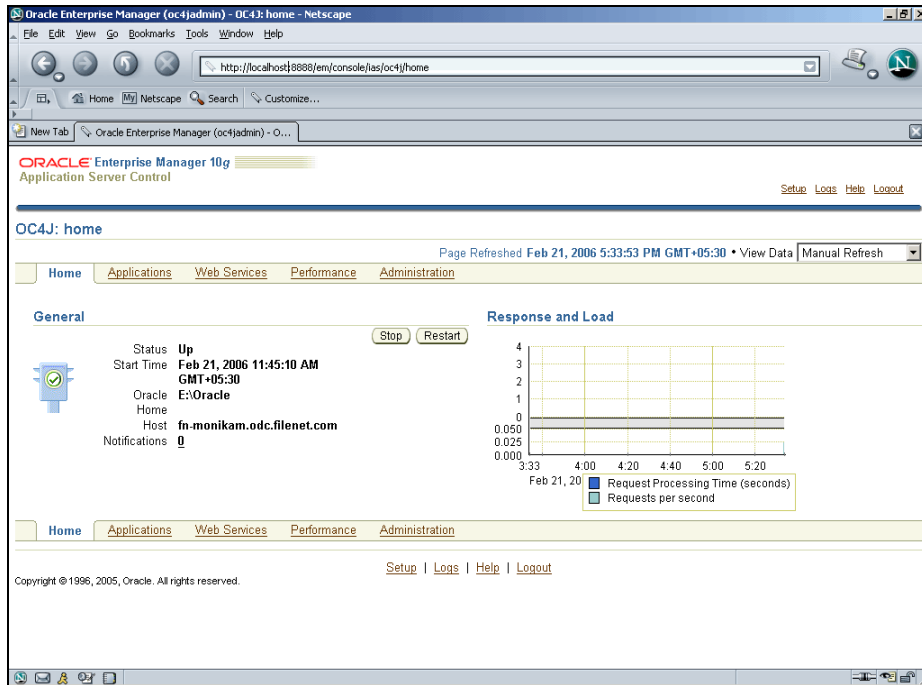 Oracle Enterprise Manager (oc4jadmin) - OC4J: home - Netscape
File Edit View Go Bookmarks Tools Window Help
http://localhost:8888/em/console/ias/oc4j/home
Home My Netscape Search Customize...
New Tab Oracle Enterprise Manager (oc4jadmin) - O...
ORACLE Enterprise Manager 10g
Application Server Control
Setup Logs Help Logout
OC4J: home
Page Refreshed Feb 21, 2006 5:33:53 PM GMT+05:30 • View Data Manual Refresh
Home Applications Web Services Performance Administration
General
Stop Restart
Status Up
Start Time Feb 21, 2006 11:45:10 AM
GMT+05:30
Oracle E:\Oracle
Home
Host fn-monikam.odc.filenet.com
Notifications 0
Response and Load
4
3
2
1
0
0.050
0.025
0.000
3:33 4:00 4:20 4:40 5:00 5:20
Feb 21, 20
Request Processing Time (seconds)
Requests per second
Home Applications Web Services Performance Administration
Setup | Logs | Help | Logout
Copyright © 1996, 2005, Oracle. All rights reserved.